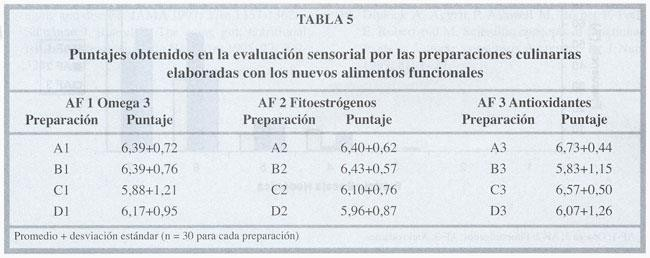 TABLA 5
Puntajes obtenidos en la evaluación sensorial por las preparaciones culinarias
elaboradas con los nuevos alimentos funcionales
AF 1 Omega 3 AF 2 Fitoestrógenos AF 3 Antioxidantes
Preparación Puntaje Preparación Puntaje Preparación Puntaje
A1 6,39+0,72 A2 6,40+0,62 A3 6,73+0,44
B1 6,39+0,76 B2 6,43+0,57 B3 5,83+1,15
C1 5,88+1,21 C2 6,10+0,76 C3 6,57+0,50
D1 6,17+0,95 D2 5,96+0,87 D3 6,07+1,26
Promedio + desviación estándar (n = 30 para cada preparación)